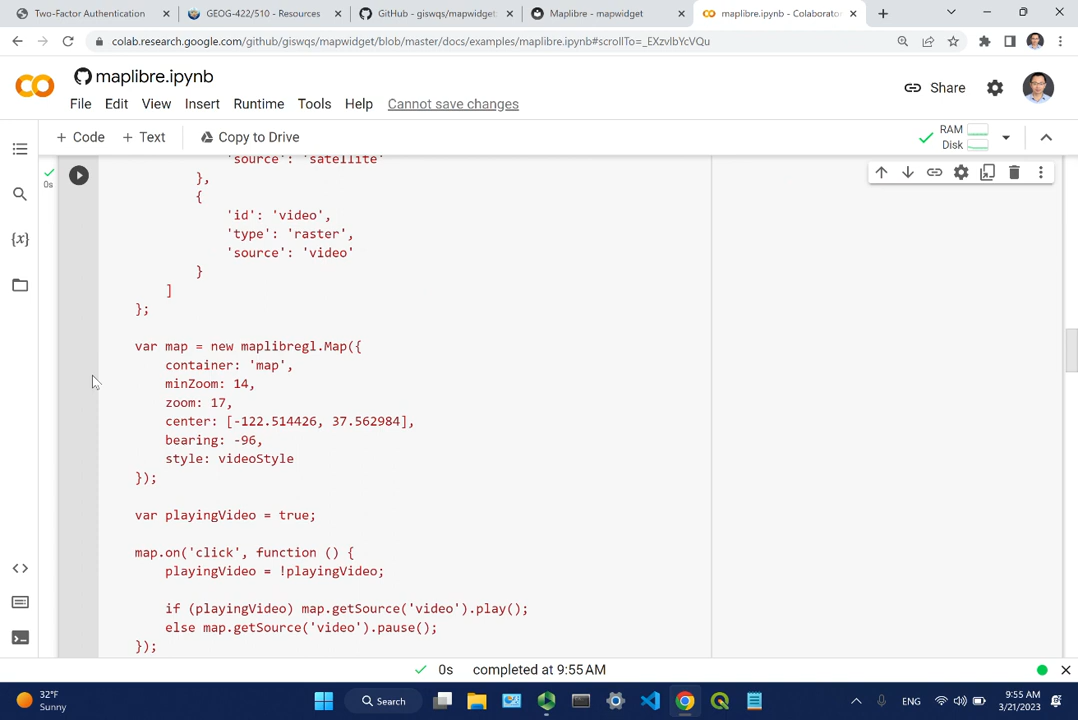 Two-Factor Authentication
GEOG-422/510 - Resources
GitHub - giswqs/mapwidget
Maplibre - mapwidget
maplibre.ipynb - Colaborato
colab.research.google.com/github/giswqs/mapwidget/blob/master/docs/examples/maplibre.ipynb#scrollTo=_EXzvIbYcVQu
CO maplibre.ipynb
Share
File Edit View Insert Runtime Tools Help Cannot save changes
+ Code + Text Copy to Drive
RAM
Disk
'source': 'satellite'
0s
},
{
'id': 'video',
'type': 'raster',
{x}
'source': 'video'
}
]
};
var map = new maplibregl.Map({
container: 'map',
minZoom: 14,
zoom: 17,
center: [-122.514426, 37.562984],
bearing: -96,
style: videoStyle
});
var playingVideo = true;
map.on('click', function () {
playingVideo = !playingVideo;
if (playingVideo) map.getSource('video').play();
else map.getSource('video').pause();
});
0s completed at 9:55 AM
32°F
Sunny
Search
ENG
9:55 AM
3/21/2023